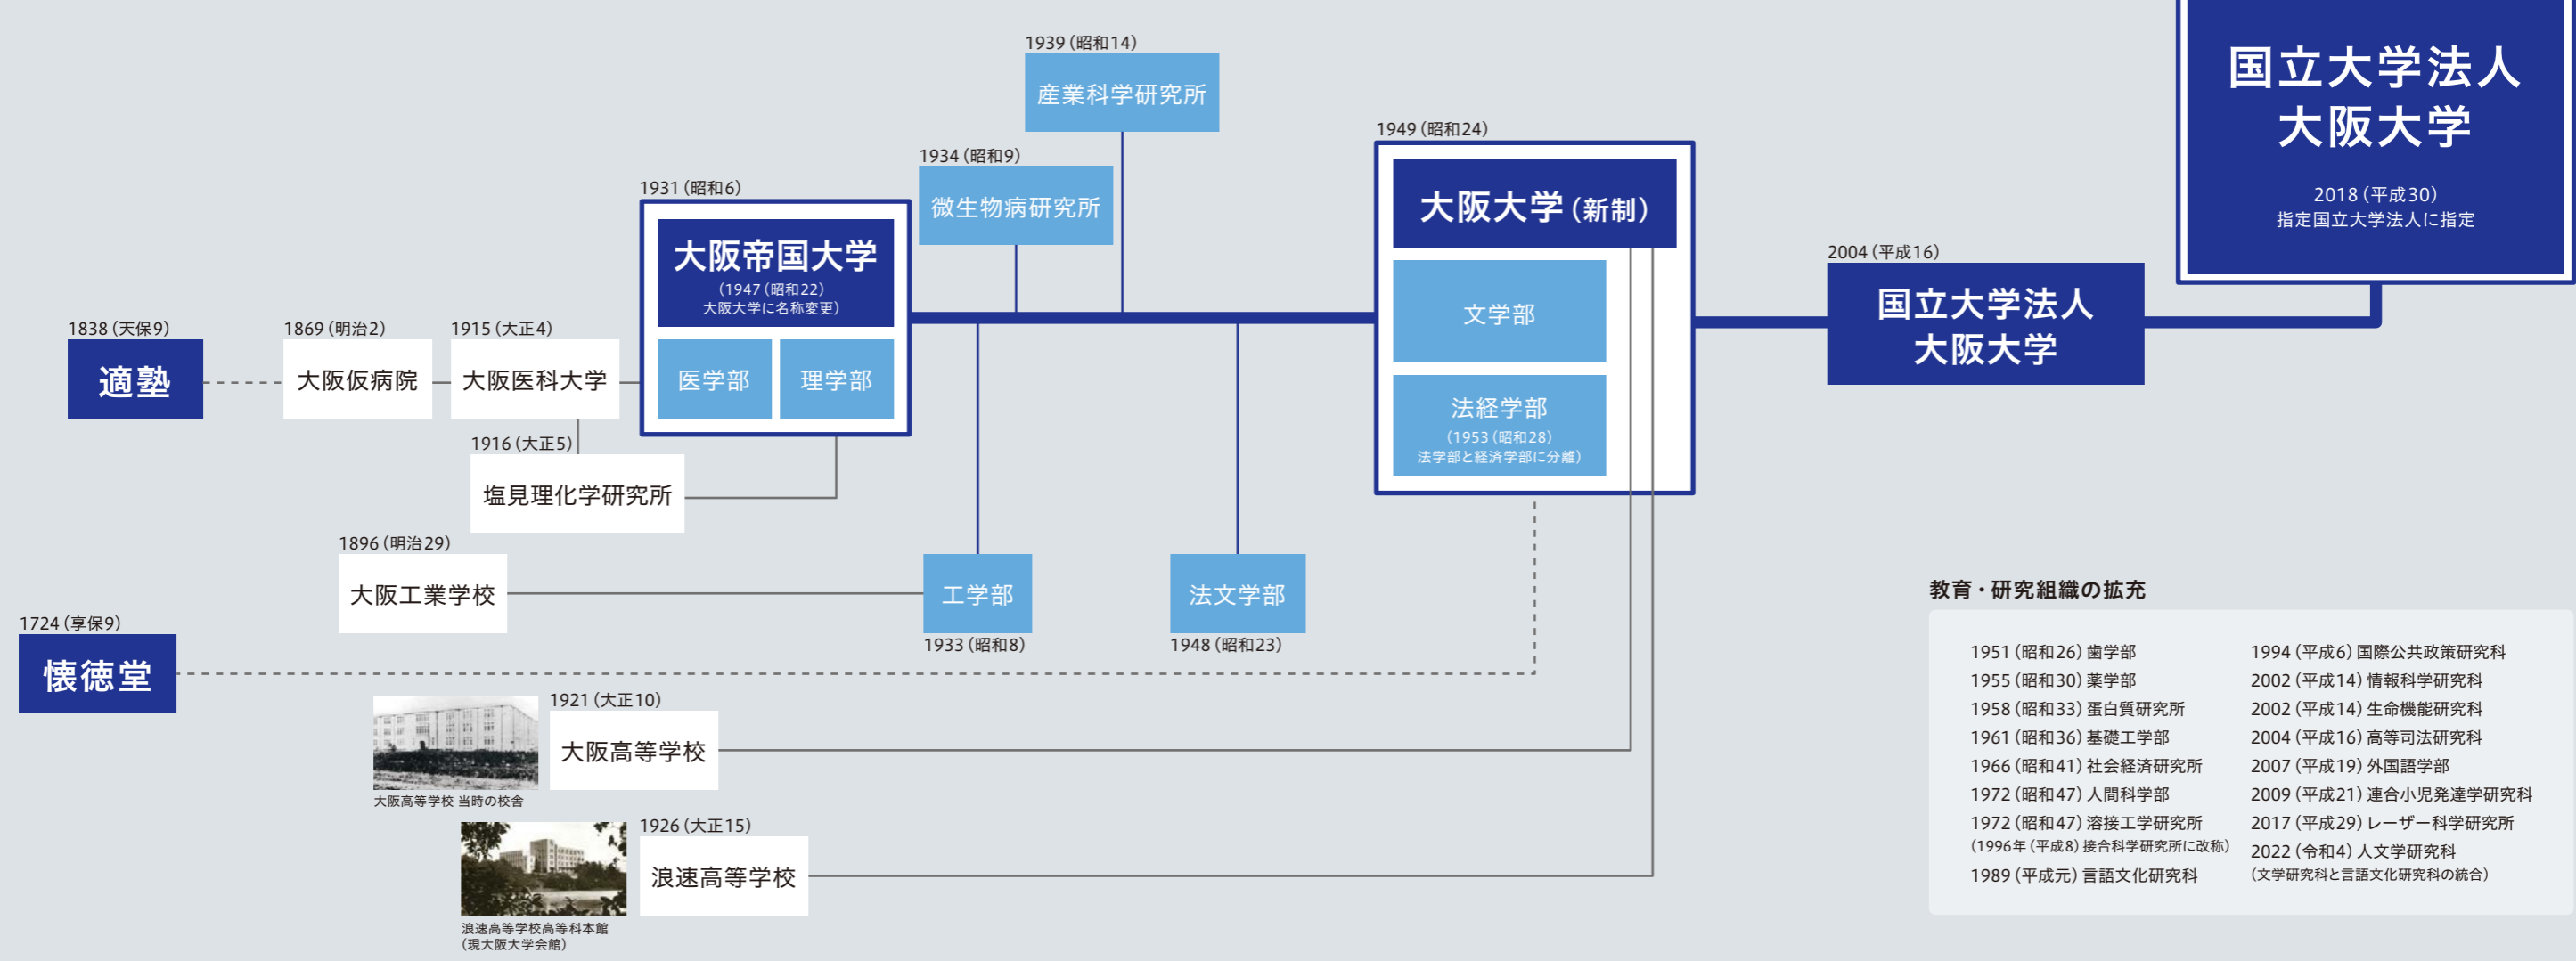 1838（天保9）
適塾
1869（明治2）
大阪仮病院
1915（大正4）
大阪医科大学
1916（大正5）
塩見理化学研究所
1896（明治29）
大阪工業学校
1724（享保9）
懐徳堂
大阪高等学校 当時の校舎
1921（大正10）
大阪高等学校
浪速高等学校高等科本館
（現大阪大学会館）
1926（大正15）
浪速高等学校
1931（昭和6）
大阪帝国大学
（1947（昭和22）
大阪大学に名称変更）
医学部
理学部
1934（昭和9）
微生物病研究所
1939（昭和14）
産業科学研究所
工学部
1933（昭和8）
法文学部
1948（昭和23）
1949（昭和24）
大阪大学（新制）
文学部
法経学部
（1953（昭和28）
法学部と経済学部に分離）
2004（平成16）
国立大学法人
大阪大学
国立大学法人
大阪大学
2018（平成30）
指定国立大学法人に指定
教育・研究組織の拡充
1951（昭和26）歯学部
1955（昭和30）薬学部
1958（昭和33）蛋白質研究所
1961（昭和36）基礎工学部
1966（昭和41）社会経済研究所
1972（昭和47）人間科学部
1972（昭和47）溶接工学研究所
（1996年（平成8）接合科学研究所に改称）
1989（平成元）言語文化研究科
1994（平成6）国際公共政策研究科
2002（平成14）情報科学研究科
2002（平成14）生命機能研究科
2004（平成16）高等司法研究科
2007（平成19）外国語学部
2009（平成21）連合小児発達学研究科
2017（平成29）レーザー科学研究所
2022（令和4）人文学研究科
（文学研究科と言語文化研究科の統合）